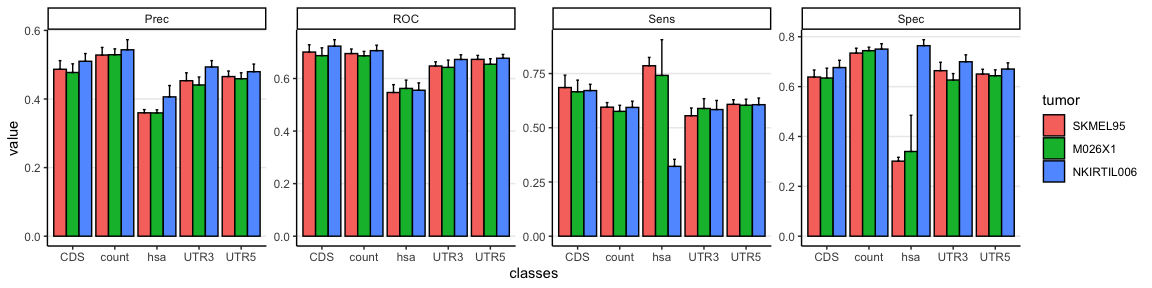 Prec
ROC
Sens
Spec
value
0.6
0.4
0.2
0.0
CDS count hsa UTR3 UTR5
0.6
0.4
0.2
0.0
CDS count hsa UTR3 UTR5
0.75
0.50
0.25
0.00
CDS count hsa UTR3 UTR5
0.8
0.6
0.4
0.2
0.0
CDS count hsa UTR3 UTR5
classes
tumor
SKMEL95
M026X1
NKIRTIL006